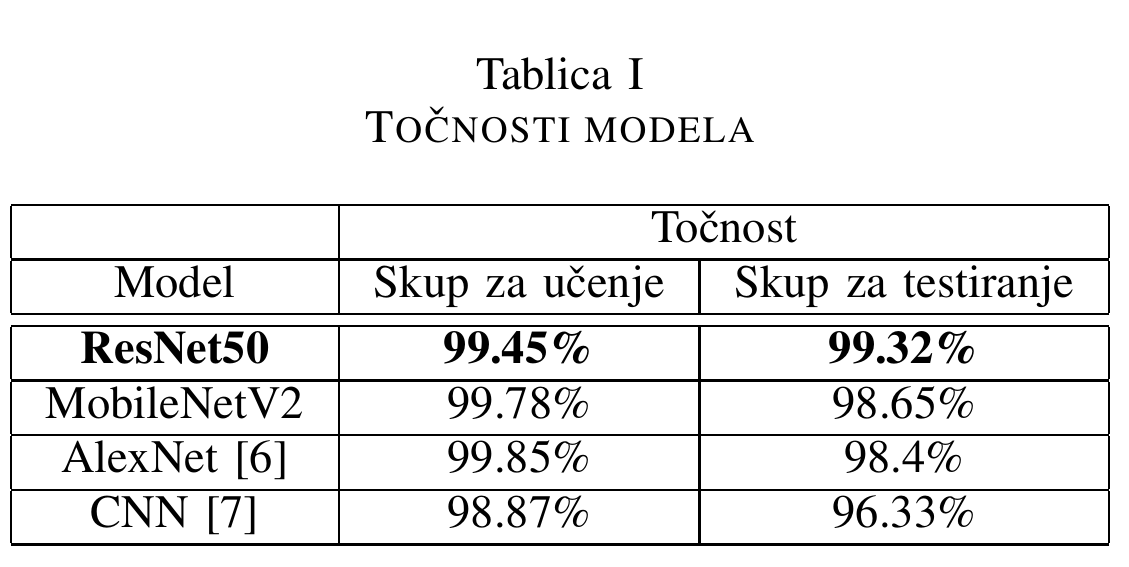 Tablica I
TOČNOSTI MODELA
Točnost
Model Skup za učenje Skup za testiranje
ResNet50 99.45% 99.32%
MobileNetV2 99.78% 98.65%
AlexNet [6] 99.85% 98.4%
CNN [7] 98.87% 96.33%